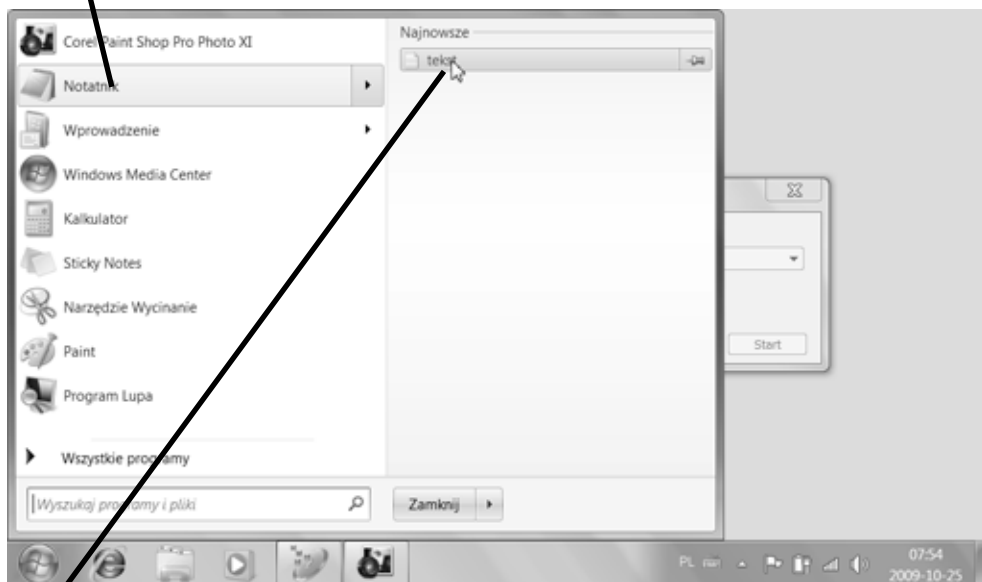 Corel Paint Shop Pro Photo XI
Notatnik
Wprowadzenie
Windows Media Center
Kalkulator
Sticky Notes
Narzędzie Wycinanie
Paint
Program Lupa
Wszystkie programy
Wyszukaj programy i pliki
Najnowsze
tekst
Zamknij
Start
PL
07:54
2009-10-25